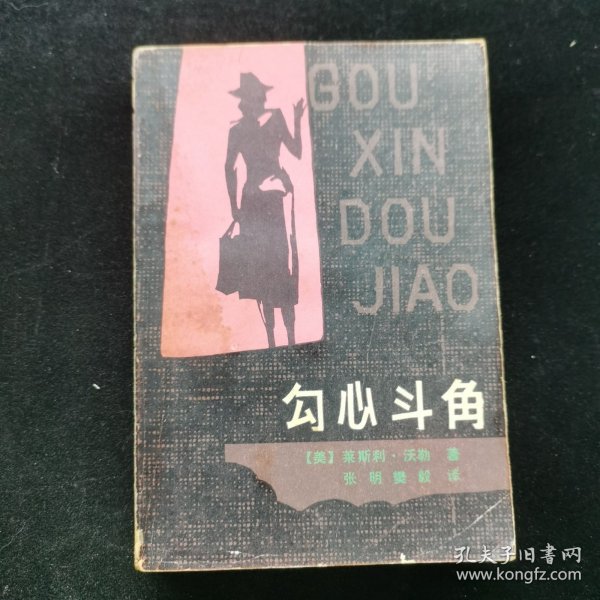 GOU
XIN
DOU
JIAO
勾心斗角
【美】莱斯利·沃勒 著
张明樊毅 译
孔夫子旧書网
www.kongfz.com